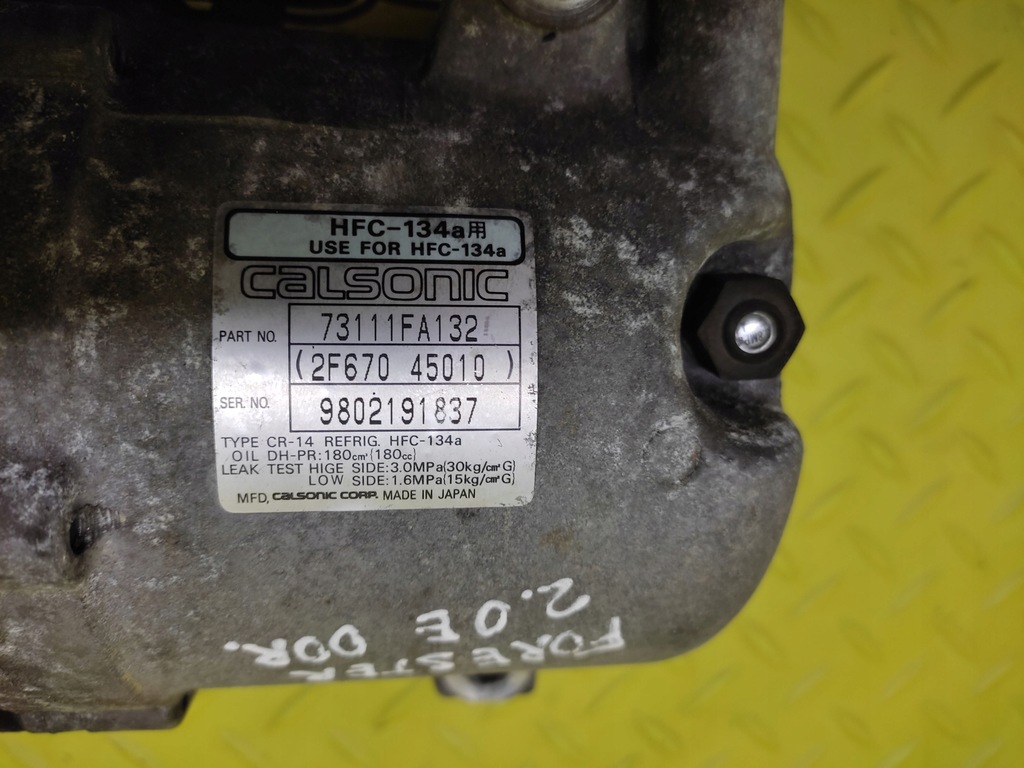 HFC-134a用
USE FOR HFC-134a
CALSONIC
PART NO. 73111FA132
(2F670 45010 )
SER. NO. 9802191837
TYPE CR-14 REFRIG. HFC-134a
OIL DH-PR:180cm³(180cc)
LEAK TEST HIGE SIDE:3.0MPa(30kg/cm²G)
LOW SIDE:1.6MPa(15kg/cm²G)
MFD. CALSONIC CORP. MADE IN JAPAN
FORESTER
2.0E DOR.